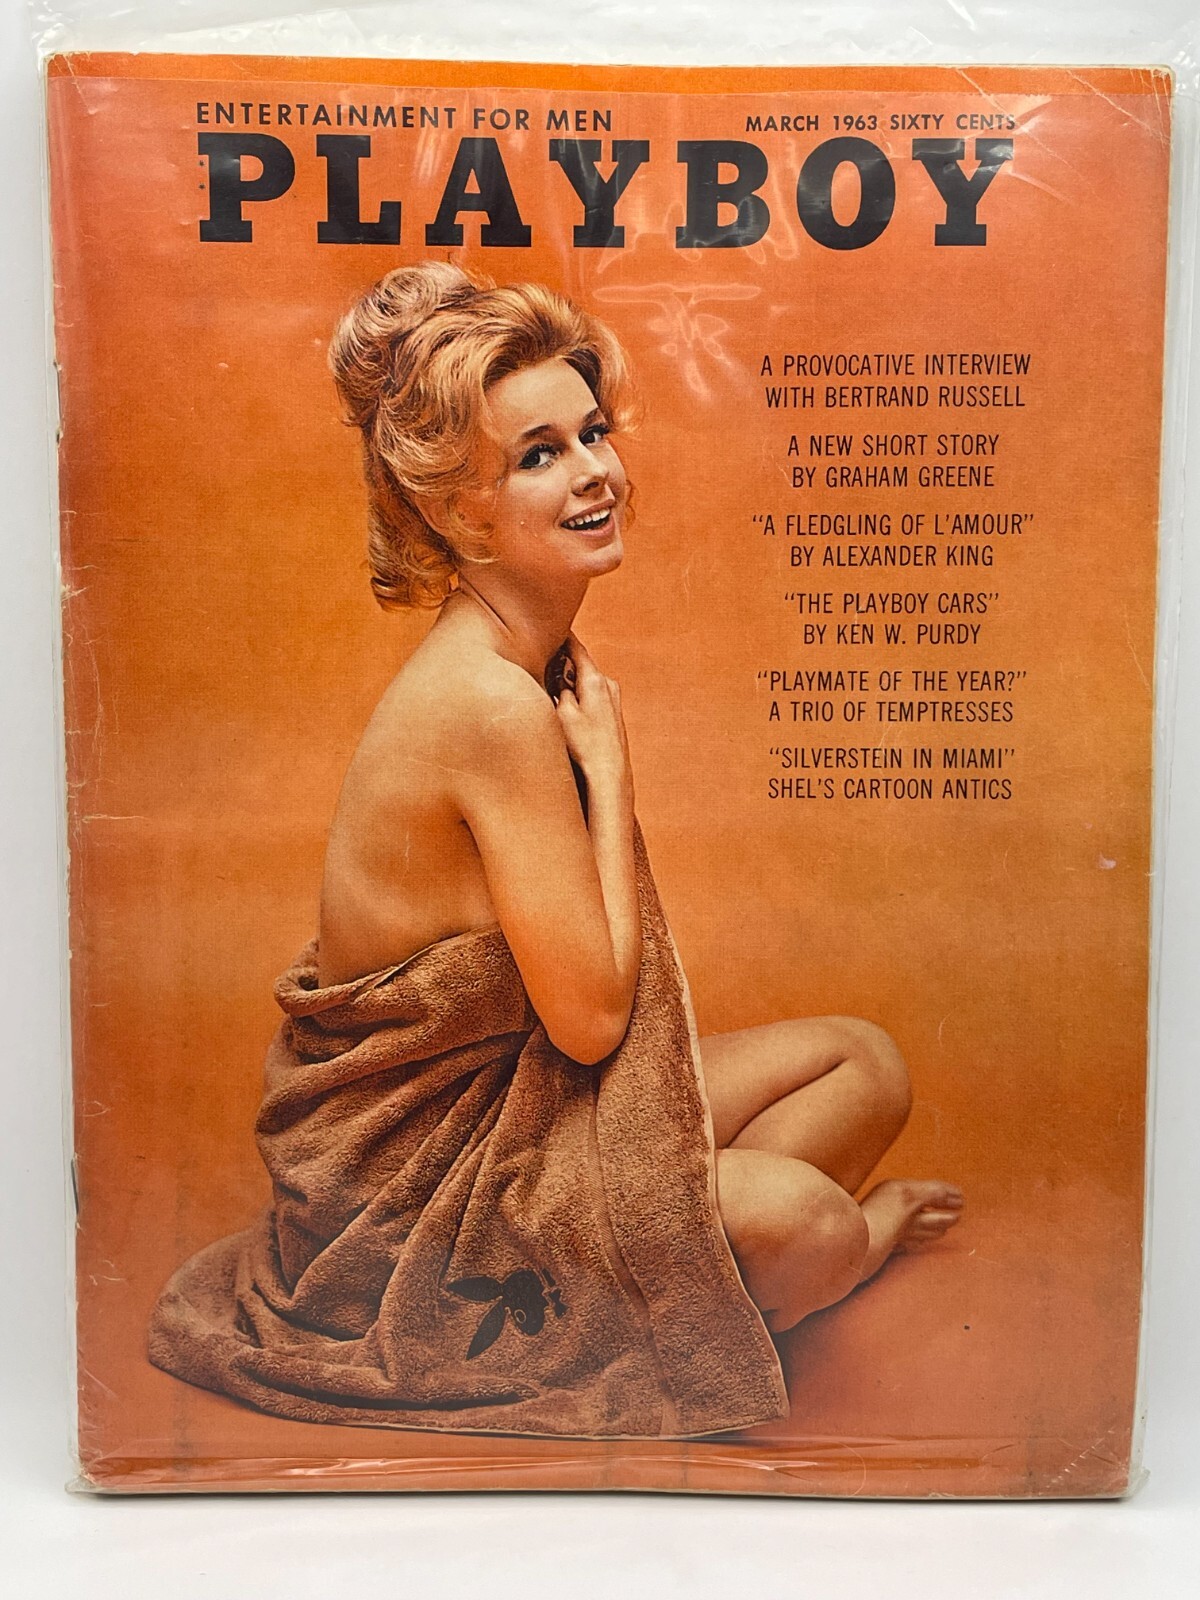 ENTERTAINMENT FOR MEN
MARCH 1963 SIXTY CENTS
PLAYBOY
A PROVOCATIVE INTERVIEW
WITH BERTRAND RUSSELL
A NEW SHORT STORY
BY GRAHAM GREENE
"A FLEDGLING OF L'AMOUR"
BY ALEXANDER KING
"THE PLAYBOY CARS"
BY KEN W. PURDY
"PLAYMATE OF THE YEAR?"
A TRIO OF TEMPTRESSES
"SILVERSTEIN IN MIAMI"
SHEL'S CARTOON ANTICS